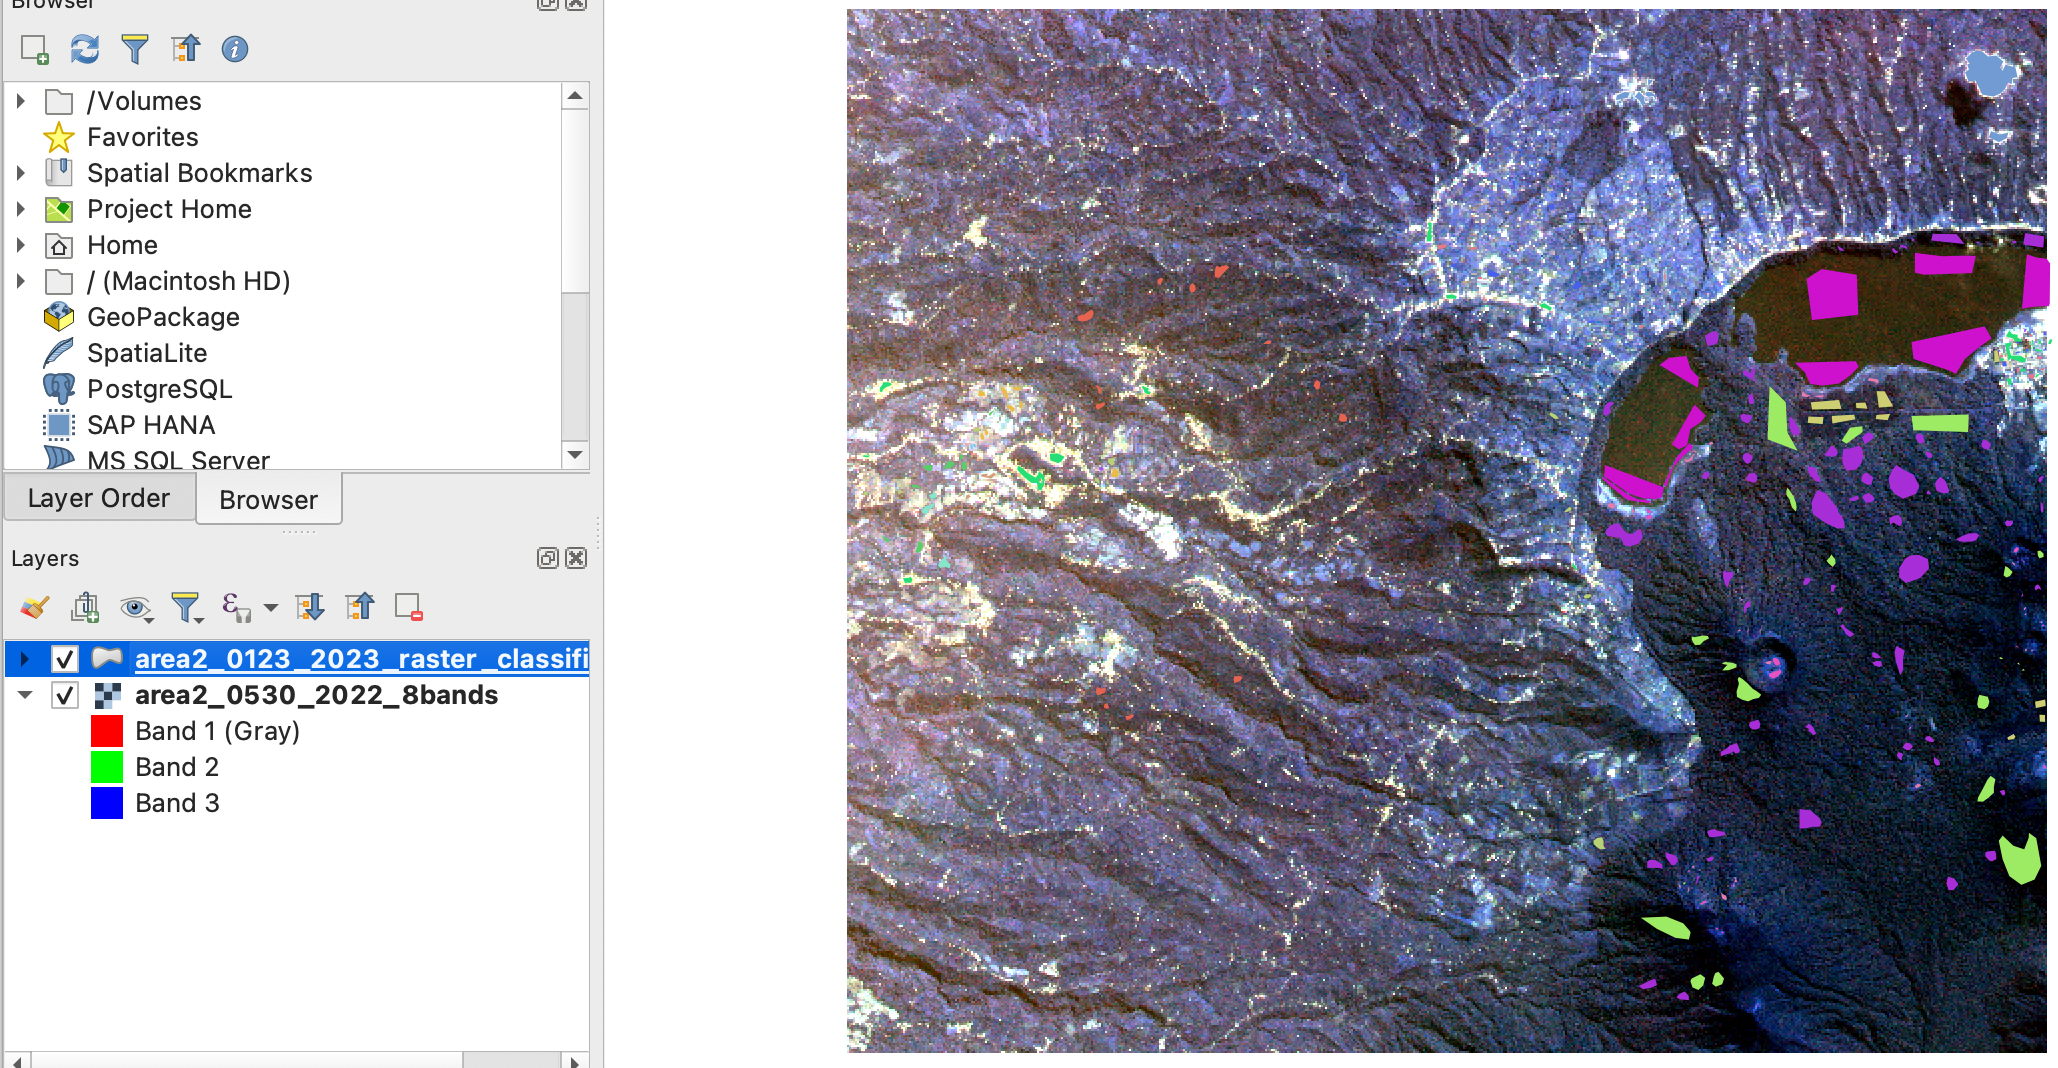 Browser
/Volumes
Favorites
Spatial Bookmarks
Project Home
Home
/ (Macintosh HD)
GeoPackage
SpatiaLite
PostgreSQL
SAP HANA
MS SQL Server
Layer Order
Browser
Layers
area2_0123_2023_raster_classifi
area2_0530_2022_8bands
Band 1 (Gray)
Band 2
Band 3